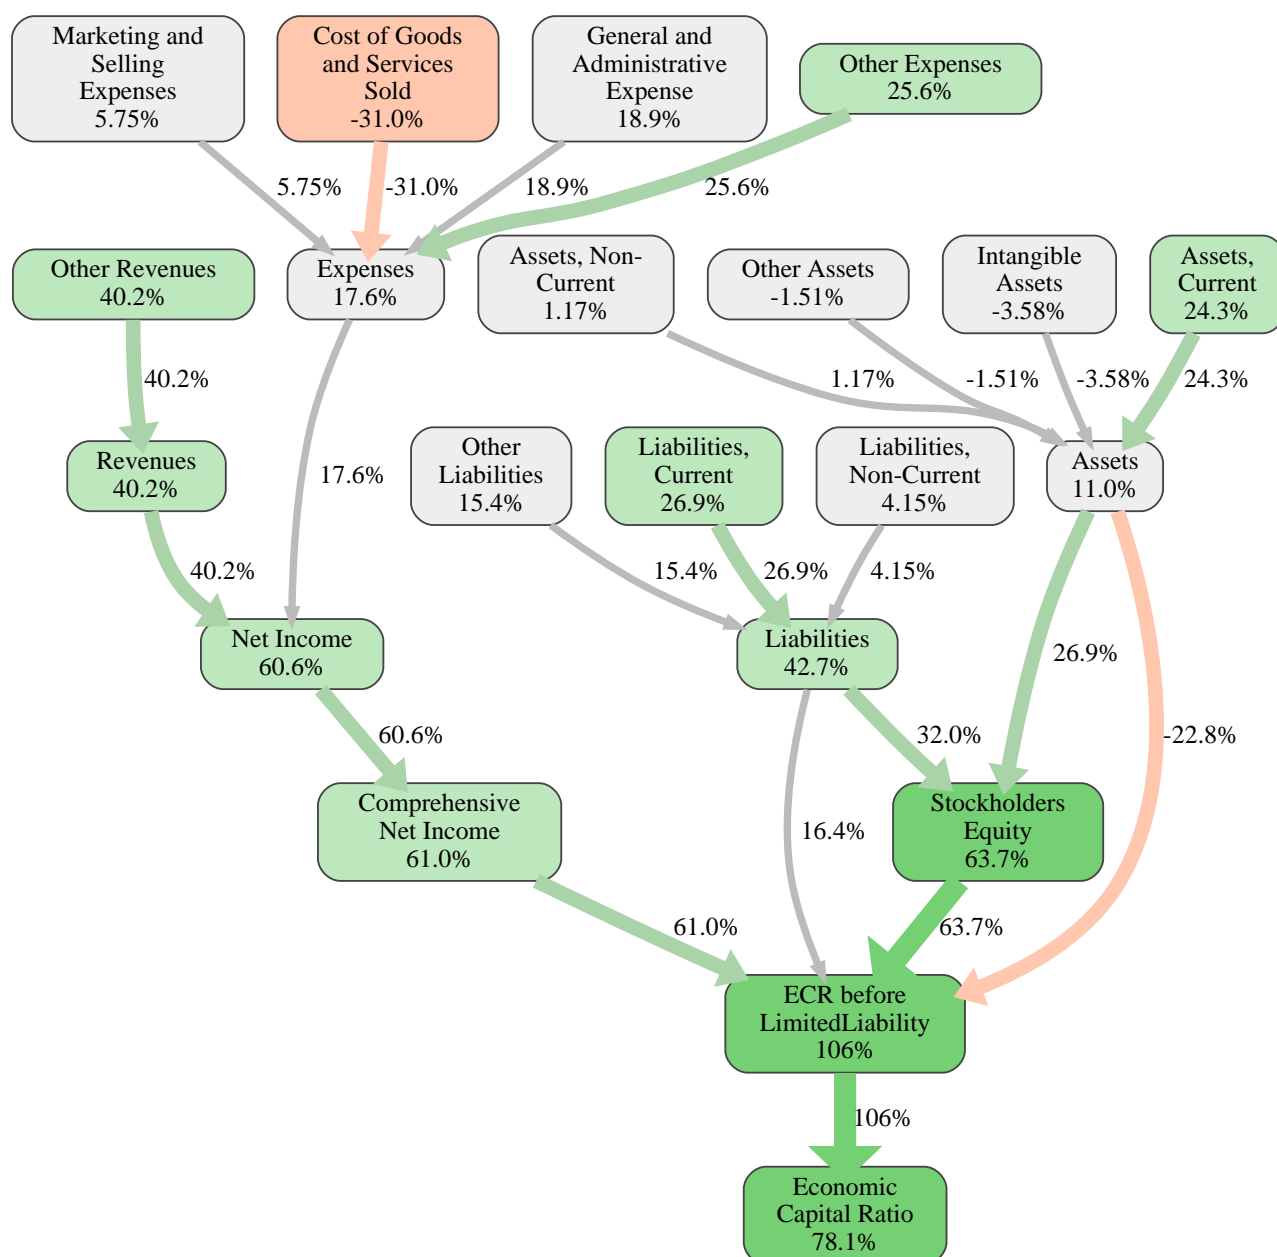 Marketing and
Selling
Expenses
5.75%
Cost of Goods
and Services
Sold
-31.0%
General and
Administrative
Expense
18.9%
Other Expenses
25.6%
5.75%
-31.0%
18.9%
25.6%
Other Revenues
40.2%
Expenses
17.6%
Assets, Non-
Current
1.17%
Other Assets
-1.51%
Intangible
Assets
-3.58%
Assets,
Current
24.3%
40.2%
1.17%
-1.51%
-3.58%
24.3%
Revenues
40.2%
17.6%
Other
Liabilities
15.4%
Liabilities,
Current
26.9%
Liabilities,
Non-Current
4.15%
Assets
11.0%
40.2%
15.4%
26.9%
4.15%
Net Income
60.6%
Liabilities
42.7%
26.9%
60.6%
32.0%
-22.8%
Comprehensive
Net Income
61.0%
16.4%
Stockholders
Equity
63.7%
61.0%
63.7%
ECR before
LimitedLiability
106%
106%
Economic
Capital Ratio
78.1%